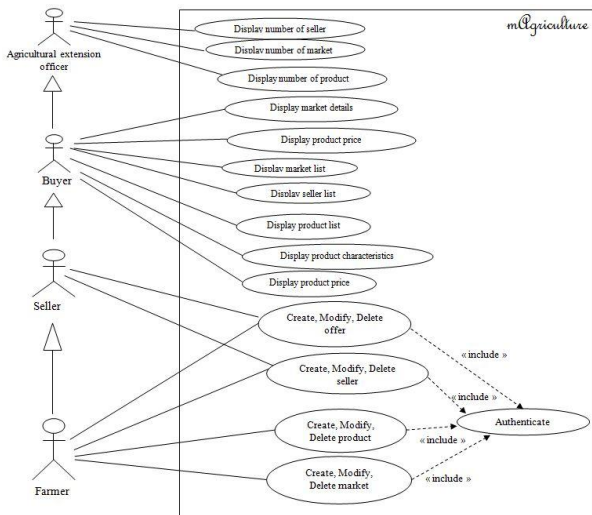 mAgriculture
Display number of seller
Display number of market
Agricultural extension
officer
Display number of product
Display market details
Display product price
Buyer
Display market list
Display seller list
Display product list
Display product characteristics
Display product price
Seller
Create, Modify, Delete
offer
« include »
Create, Modify, Delete
seller
« include »
Authenticate
Create, Modify,
Delete product
« include »
Create, Modify,
Delete market
« include »
Farmer